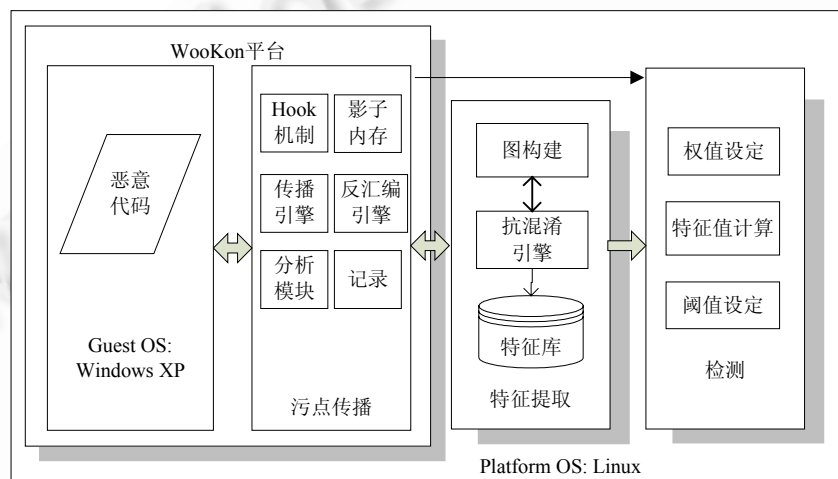 WooKon平台
恶意
代码
Guest OS:
Windows XP
Hook
机制
影子
内存
传播
引擎
反汇编
引擎
分析
模块
记录
污点传播
图构建
抗混淆
引擎
特征库
特征提取
权值设定
特征值计算
阈值设定
检测
Platform OS: Linux